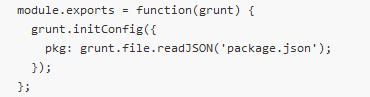 module.exports = function(grunt) {
  grunt.initConfig({
    pkg: grunt.file.readJSON('package.json');
  });
};